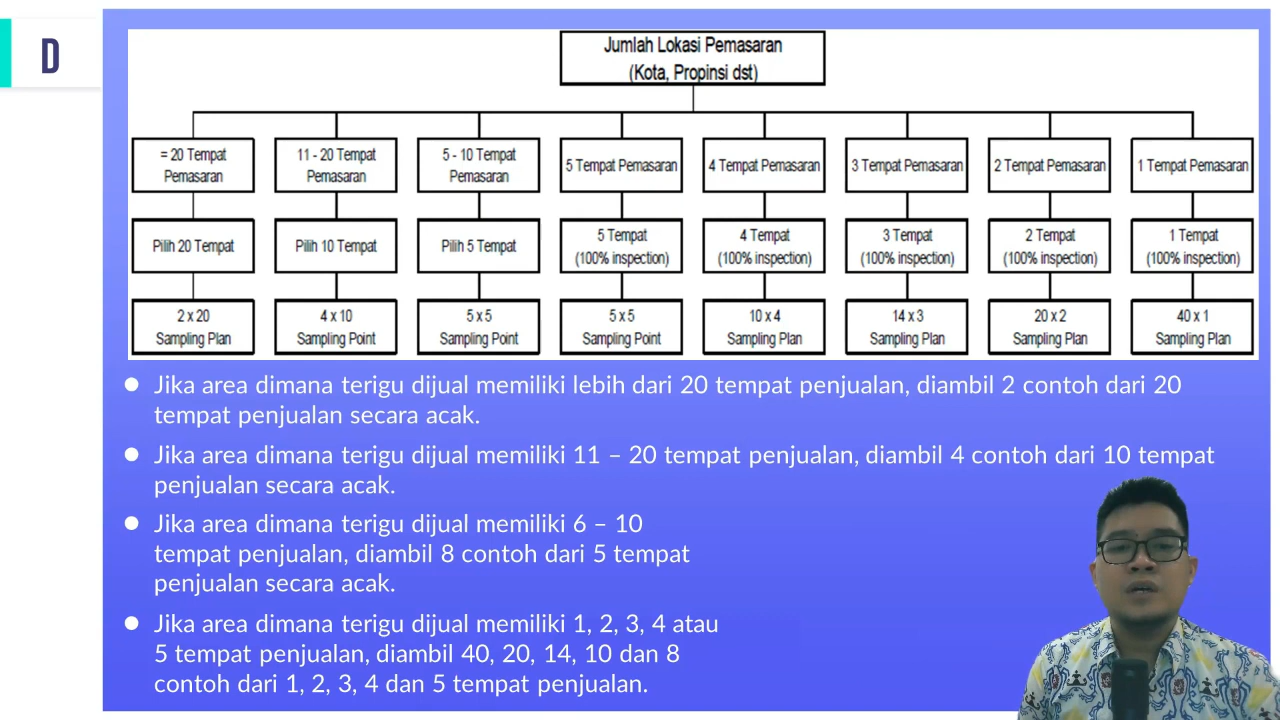 D
Jumlah Lokasi Pemasaran
(Kota, Propinsi dst)
= 20 Tempat
Pemasaran
11 - 20 Tempat
Pemasaran
5 - 10 Tempat
Pemasaran
5 Tempat Pemasaran
4 Tempat Pemasaran
3 Tempat Pemasaran
2 Tempat Pemasaran
1 Tempat Pemasaran
Pilih 20 Tempat
Pilih 10 Tempat
Pilih 5 Tempat
5 Tempat
(100% inspection)
4 Tempat
(100% inspection)
3 Tempat
(100% inspection)
2 Tempat
(100% inspection)
1 Tempat
(100% inspection)
2 x 20
Sampling Plan
4 x 10
Sampling Point
5 x 5
Sampling Point
5 x 5
Sampling Point
10 x 4
Sampling Plan
14 x 3
Sampling Plan
20 x 2
Sampling Plan
40 x 1
Sampling Plan
● Jika area dimana terigu dijual memiliki lebih dari 20 tempat penjualan, diambil 2 contoh dari 20
tempat penjualan secara acak.
● Jika area dimana terigu dijual memiliki 11 – 20 tempat penjualan, diambil 4 contoh dari 10 tempat
penjualan secara acak.
● Jika area dimana terigu dijual memiliki 6 – 10
tempat penjualan, diambil 8 contoh dari 5 tempat
penjualan secara acak.
● Jika area dimana terigu dijual memiliki 1, 2, 3, 4 atau
5 tempat penjualan, diambil 40, 20, 14, 10 dan 8
contoh dari 1, 2, 3, 4 dan 5 tempat penjualan.